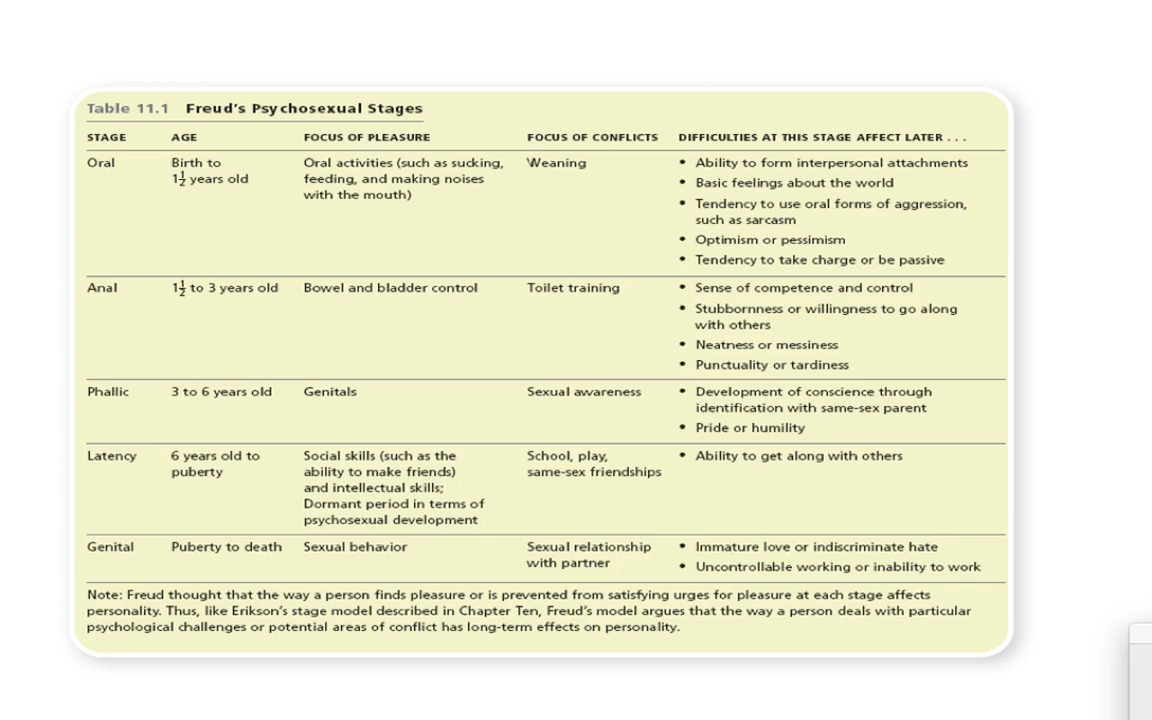 Table 11.1 Freud's Psychosexual Stages
STAGE AGE FOCUS OF PLEASURE FOCUS OF CONFLICTS DIFFICULTIES AT THIS STAGE AFFECT LATER . . .
Oral Birth to Oral activities (such as sucking, Weaning • Ability to form interpersonal attachments
1½ years old feeding, and making noises • Basic feelings about the world
with the mouth) • Tendency to use oral forms of aggression,
such as sarcasm
• Optimism or pessimism
• Tendency to take charge or be passive
Anal 1½ to 3 years old Bowel and bladder control Toilet training • Sense of competence and control
• Stubbornness or willingness to go along
with others
• Neatness or messiness
• Punctuality or tardiness
Phallic 3 to 6 years old Genitals Sexual awareness • Development of conscience through
identification with same-sex parent
• Pride or humility
Latency 6 years old to Social skills (such as the School, play, • Ability to get along with others
puberty ability to make friends) same-sex friendships
and intellectual skills;
Dormant period in terms of
psychosexual development
Genital Puberty to death Sexual behavior Sexual relationship • Immature love or indiscriminate hate
with partner • Uncontrollable working or inability to work
Note: Freud thought that the way a person finds pleasure or is prevented from satisfying urges for pleasure at each stage affects
personality. Thus, like Erikson's stage model described in Chapter Ten, Freud's model argues that the way a person deals with particular
psychological challenges or potential areas of conflict has long-term effects on personality.